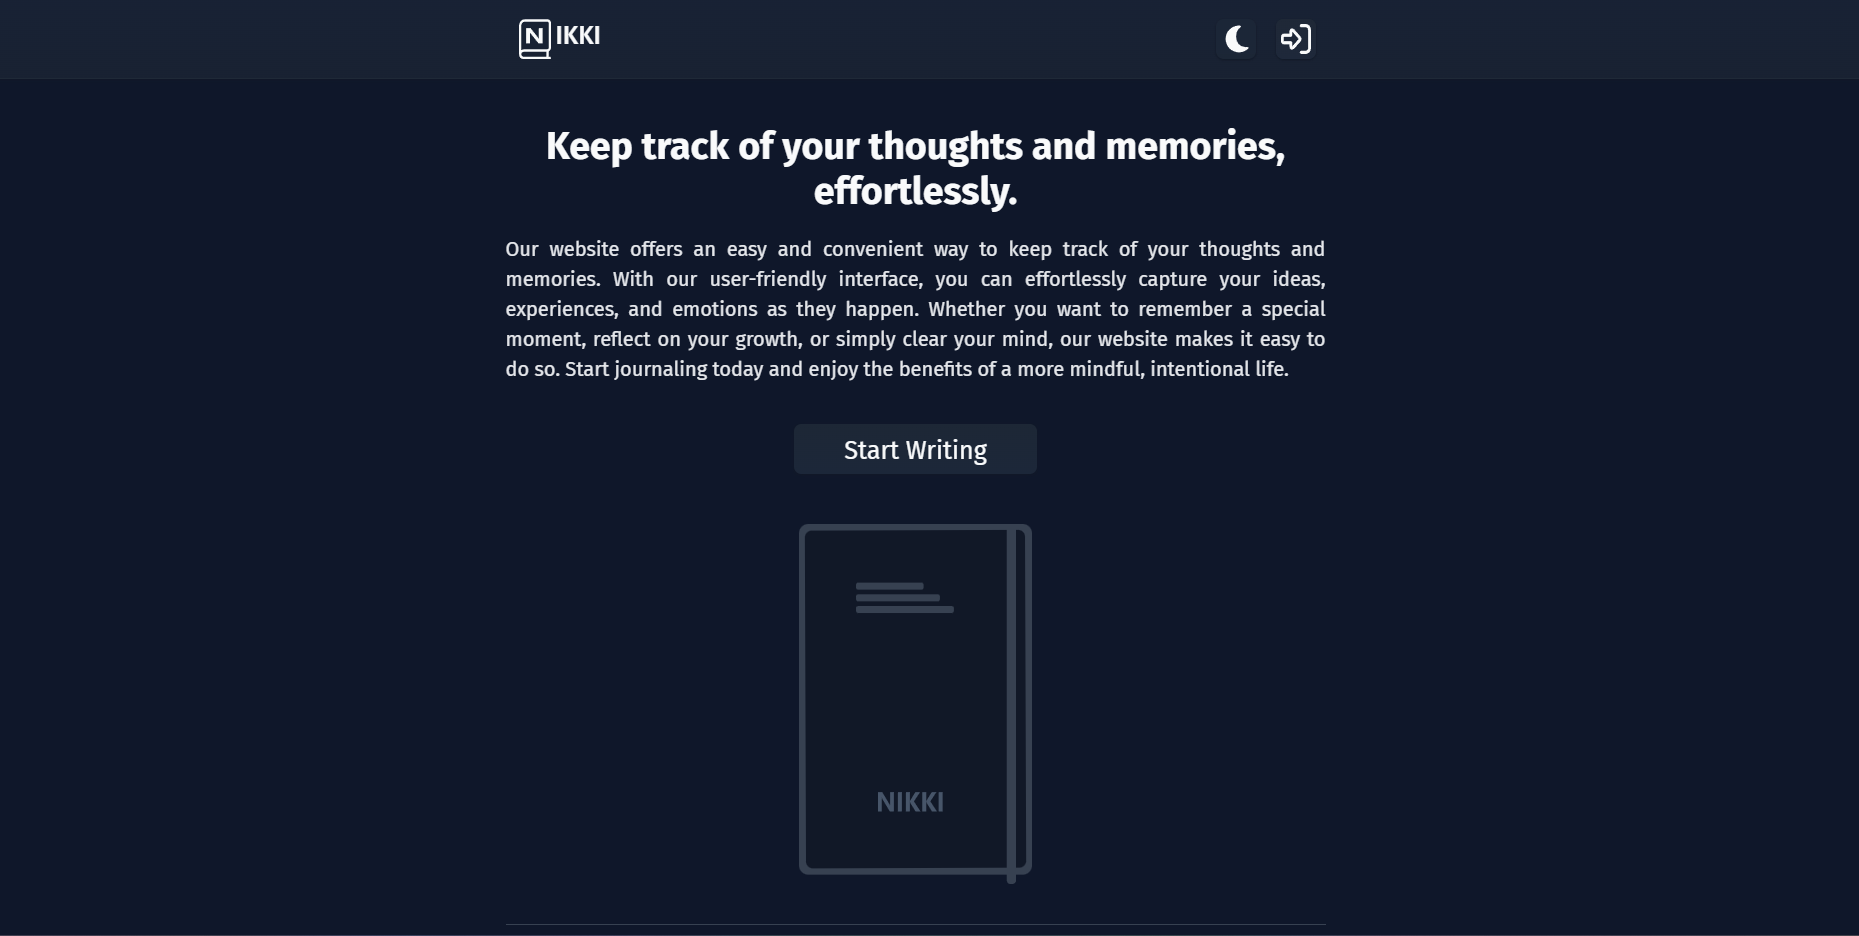 NIKKI
Keep track of your thoughts and memories,
effortlessly.
Our website offers an easy and convenient way to keep track of your thoughts and
memories. With our user-friendly interface, you can effortlessly capture your ideas,
experiences, and emotions as they happen. Whether you want to remember a special
moment, reflect on your growth, or simply clear your mind, our website makes it easy to
do so. Start journaling today and enjoy the benefits of a more mindful, intentional life.
Start Writing
NIKKI